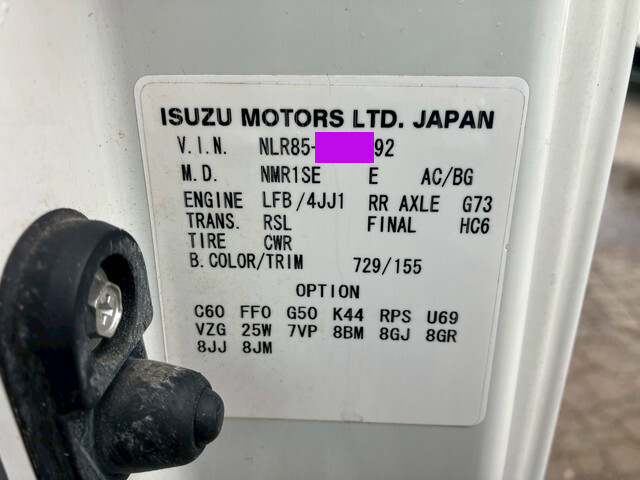 ISUZU MOTORS LTD. JAPAN
V.I.N. NLR85- 92
M.D. NMR1SE E AC/BG
ENGINE LFB/4JJ1 RR AXLE G73
TRANS. RSL FINAL HC6
TIRE CWR
B.COLOR/TRIM 729/155
OPTION
C60 FFO G50 K44 RPS U69
VZG 25W 7VP 8BM 8GJ 8GR
8JJ 8JM